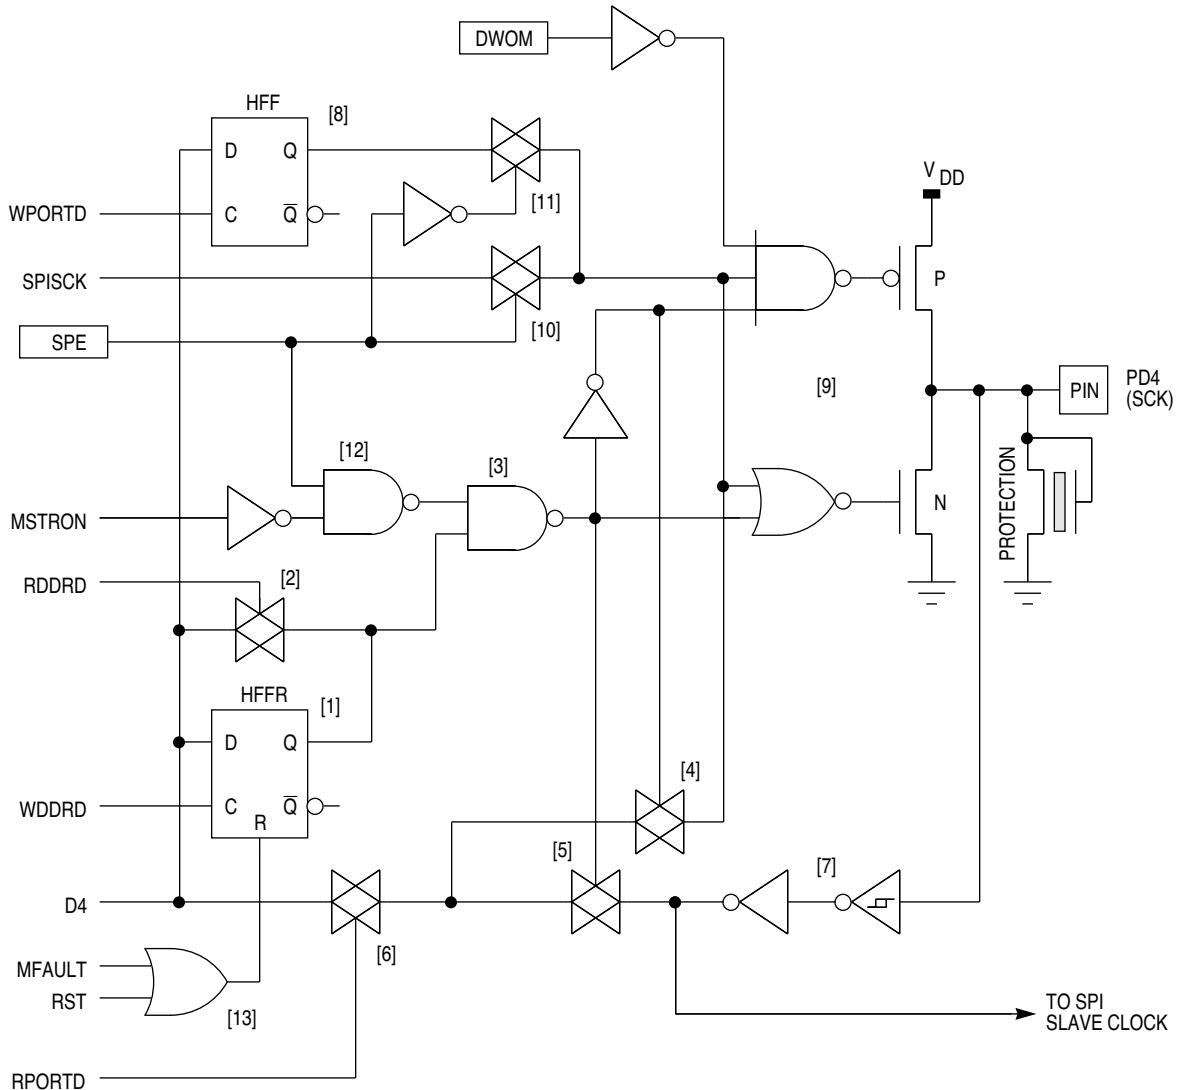 DWOM
HFF
[8]
D
Q
V DD
WPORTD
C
Q
[11]
SPISCK
P
[10]
SPE
[9]
PIN
PD4
(SCK)
[12]
[3]
MSTRON
N
PROTECTION
RDDRD
[2]
HFFR
[1]
D
Q
[4]
WDDRD
C
Q
R
[5]
[7]
D4
[6]
MFAULT
RST
[13]
TO SPI
SLAVE CLOCK
RPORTD